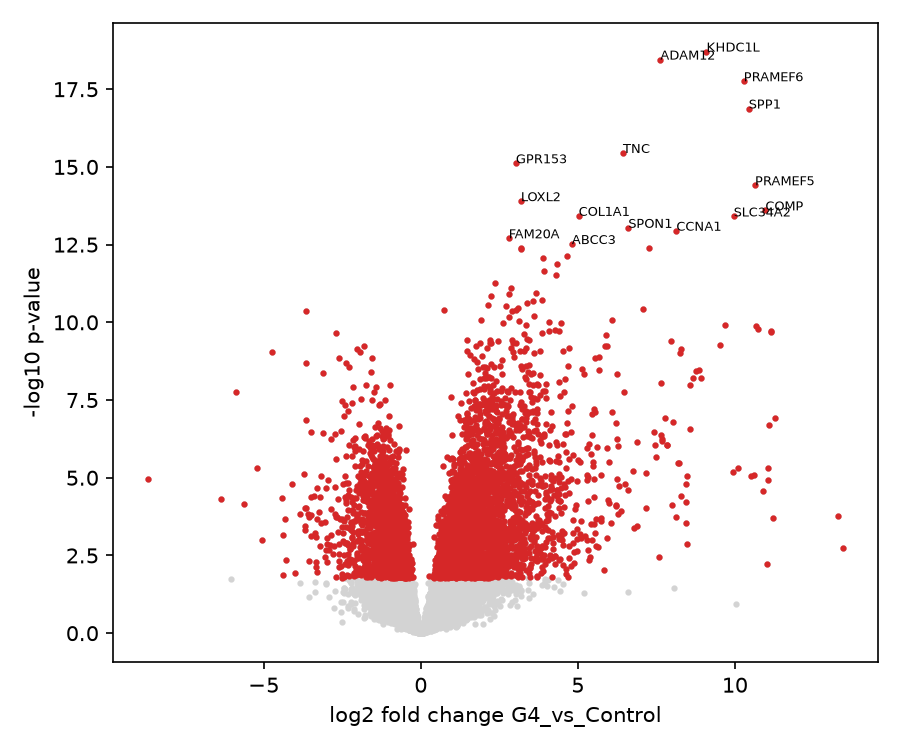 KHDC1L
ADAM12
PRAMEF6
SPP1
TNC
GPR153
PRAMEF5
LOXL2
COMP
COL1A1
SLC34A2
SPON1
CCNA1
FAM20A
ABCC3
17.5
15.0
12.5
10.0
7.5
5.0
2.5
0.0
-log10 p-value
−5
0
5
10
log2 fold change G4_vs_Control